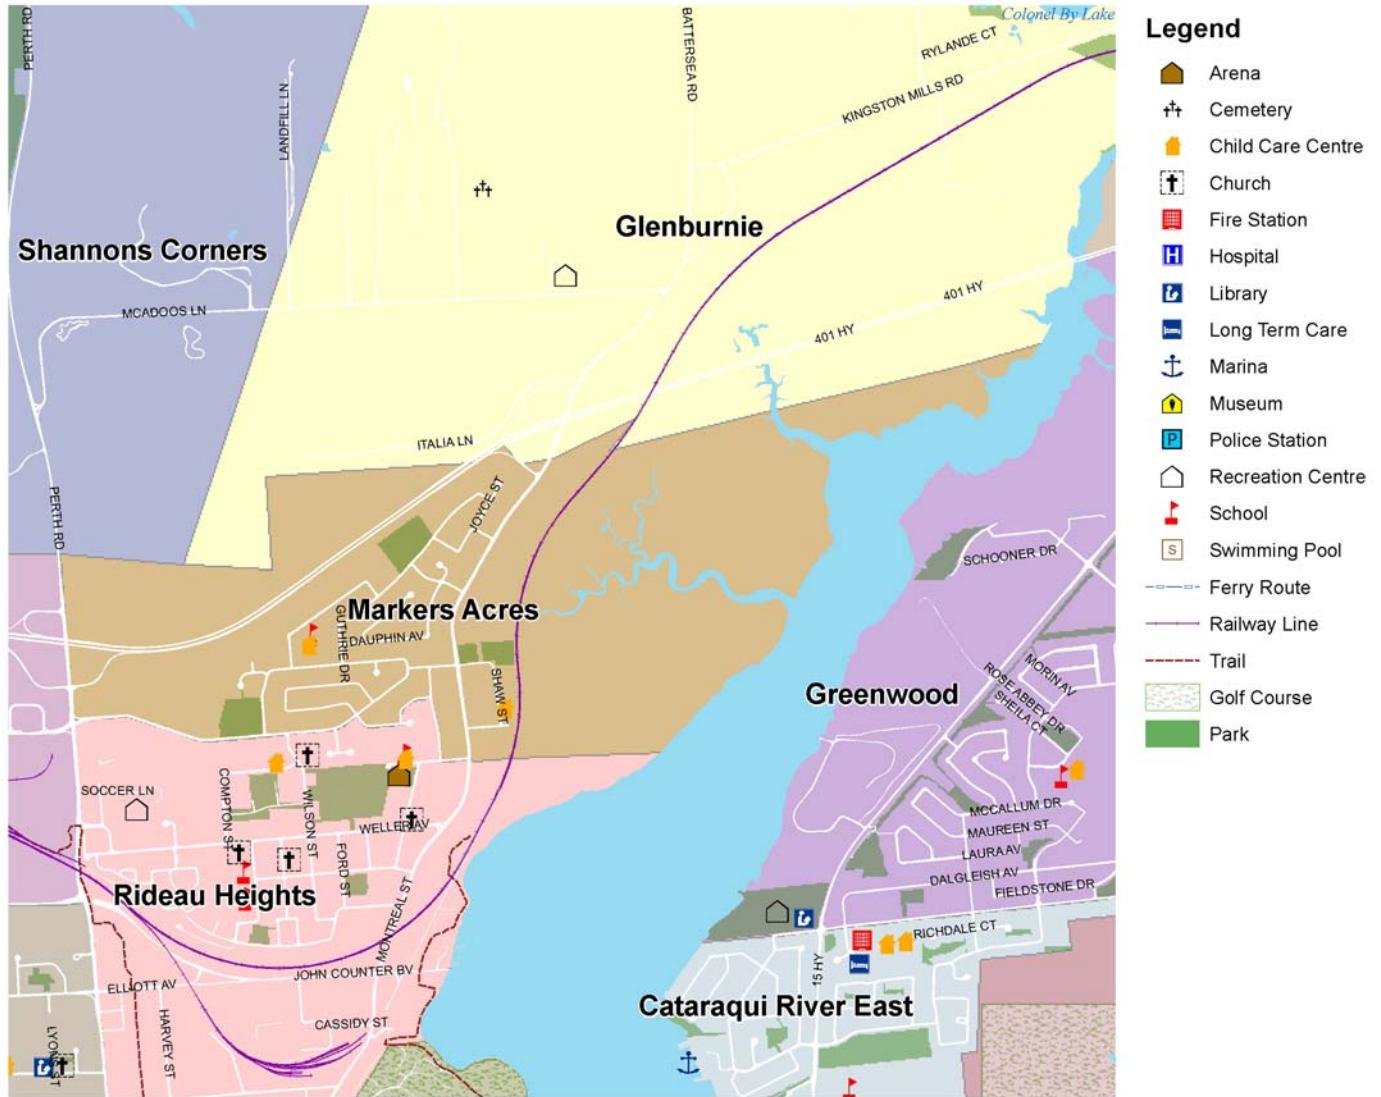 Colonel By Lake
PERTH RD
BATTERSEA RD
RYLANDE CT
KINGSTON MILLS RD
LANDFILL LN
Glenburnie
Shannons Corners
MCADOOS LN
401 HY
401 HY
ITALIA LN
PERTH RD
JOYCE ST
SCHOONER DR
Markers Acres
GUTHRIE DR
DAUPHIN AV
SHAW ST
Greenwood
MORIN AV
ROSE ABBEY DR
SHEILA CT
SOCCER LN
COMPTON ST
WILSON ST
WELLER AV
FORD ST
MCCALLUM DR
MAUREEN ST
LAURA AV
DALGLEISH AV
FIELDSTONE DR
Rideau Heights
MONTREAL ST
RICHDALE CT
15 HY
JOHN COUNTER BV
ELLIOTT AV
Cataraqui River East
HARVEY ST
CASSIDY ST
LYONS ST
Legend
Arena
Cemetery
Child Care Centre
Church
Fire Station
H Hospital
Library
Long Term Care
Marina
Museum
P Police Station
Recreation Centre
School
S Swimming Pool
Ferry Route
Railway Line
Trail
Golf Course
Park